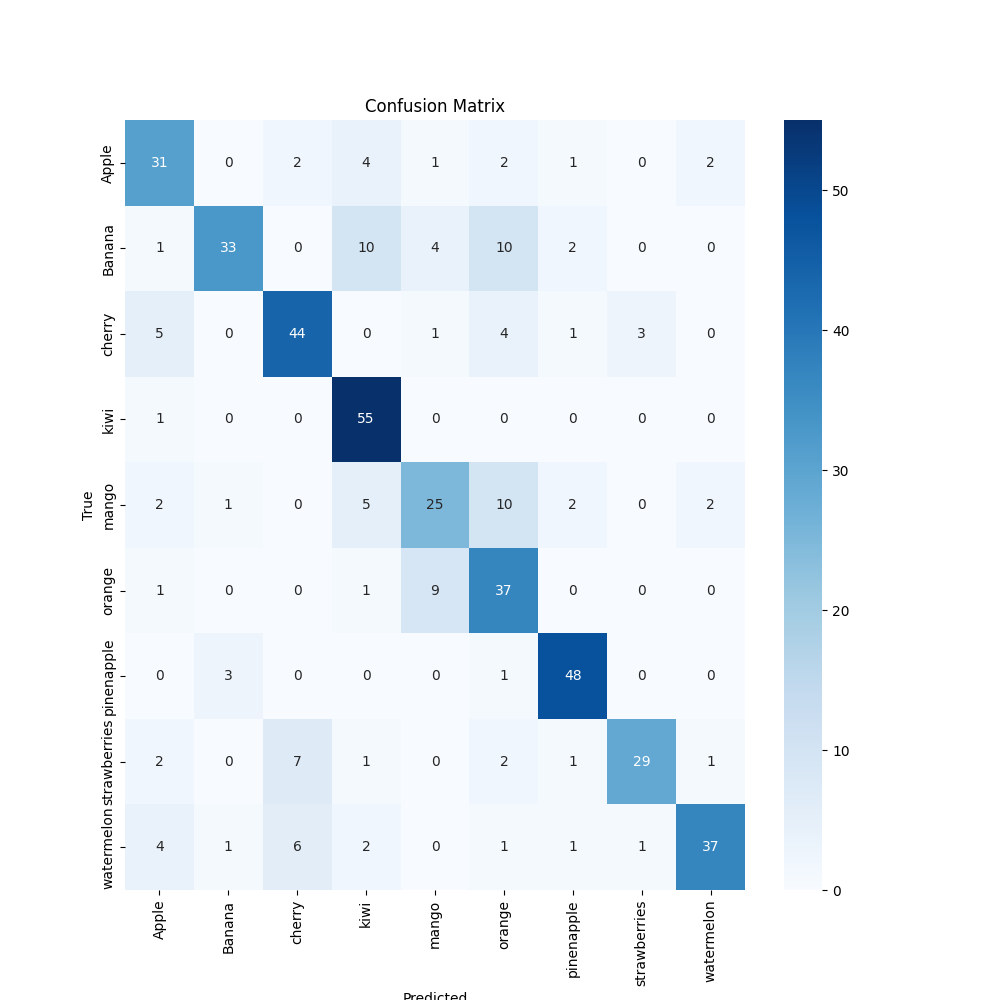 Confusion Matrix
Apple 31 0 2 4 1 2 1 0 2
Banana 1 33 0 10 4 10 2 0 0
cherry 5 0 44 0 1 4 1 3 0
kiwi 1 0 0 55 0 0 0 0 0
mango 2 1 0 5 25 10 2 0 2
orange 1 0 0 1 9 37 0 0 0
pinenapple 0 3 0 0 0 1 48 0 0
strawberries 2 0 7 1 0 2 1 29 1
watermelon 4 1 6 2 0 1 1 1 37
True
Apple Banana cherry kiwi mango orange pinenapple strawberries watermelon
Predicted
50
40
30
20
10
0